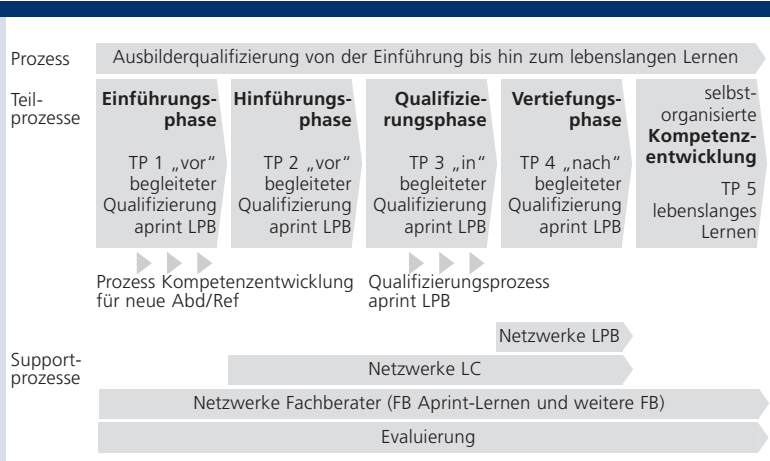 Prozess
Ausbilderqualifizierung von der Einführung bis hin zum lebenslangen Lernen
Teil-
prozesse
Einführungs-
phase
TP 1 „vor“
begleiteter
Qualifizierung
aprint LPB
Hinführungs-
phase
TP 2 „vor“
begleiteter
Qualifizierung
aprint LPB
Qualifizie-
rungsphase
TP 3 „in“
begleiteter
Qualifizierung
aprint LPB
Vertiefungs-
phase
TP 4 „nach“
begleiteter
Qualifizierung
aprint LPB
selbst-
organisierte
Kompetenz-
entwicklung
TP 5
lebenslanges
Lernen
Prozess Kompetenzentwicklung
für neue Abd/Ref
Qualifizierungsprozess
aprint LPB
Support-
prozesse
Netzwerke LPB
Netzwerke LC
Netzwerke Fachberater (FB Aprint-Lernen und weitere FB)
Evaluierung